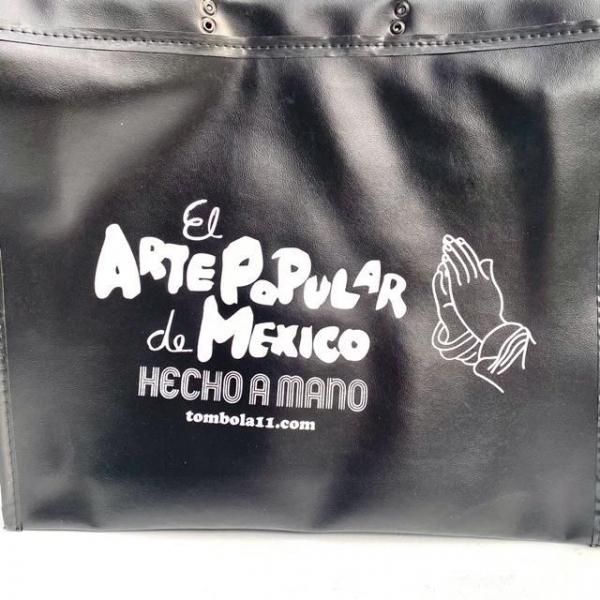 El
ARTE POPULAR
de MEXICO
HECHO A MANO
tombola11.com